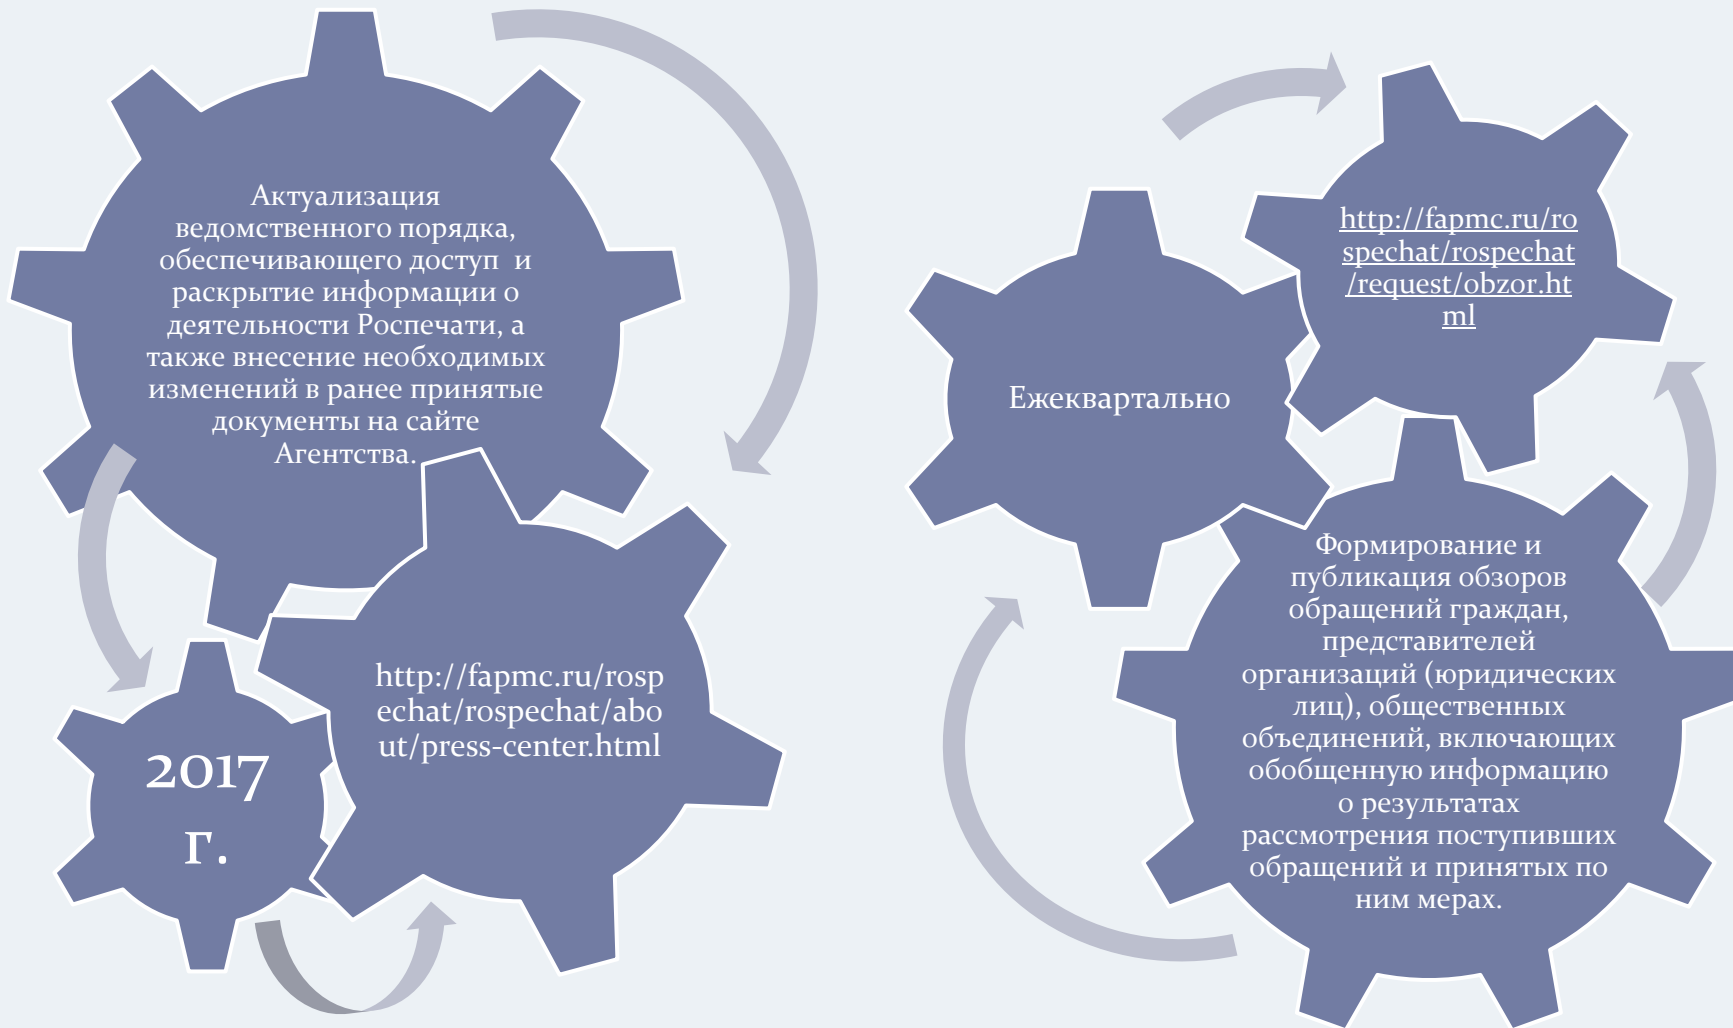 Актуализация
ведомственного порядка,
обеспечивающего доступ и
раскрытие информации о
деятельности Роспечати, а
также внесение необходимых
изменений в ранее принятые
документы на сайте
Агентства.
2017
г.
http://fapmc.ru/rosp
echat/rospechat/abo
ut/press-center.html
Ежеквартально
http://fapmc.ru/ro
spechat/rospechat
/request/obzor.ht
ml
Формирование и
публикация обзоров
обращений граждан,
представителей
организаций (юридических
лиц), общественных
объединений, включающих
обобщенную информацию
о результатах
рассмотрения поступивших
обращений и принятых по
ним мерах.